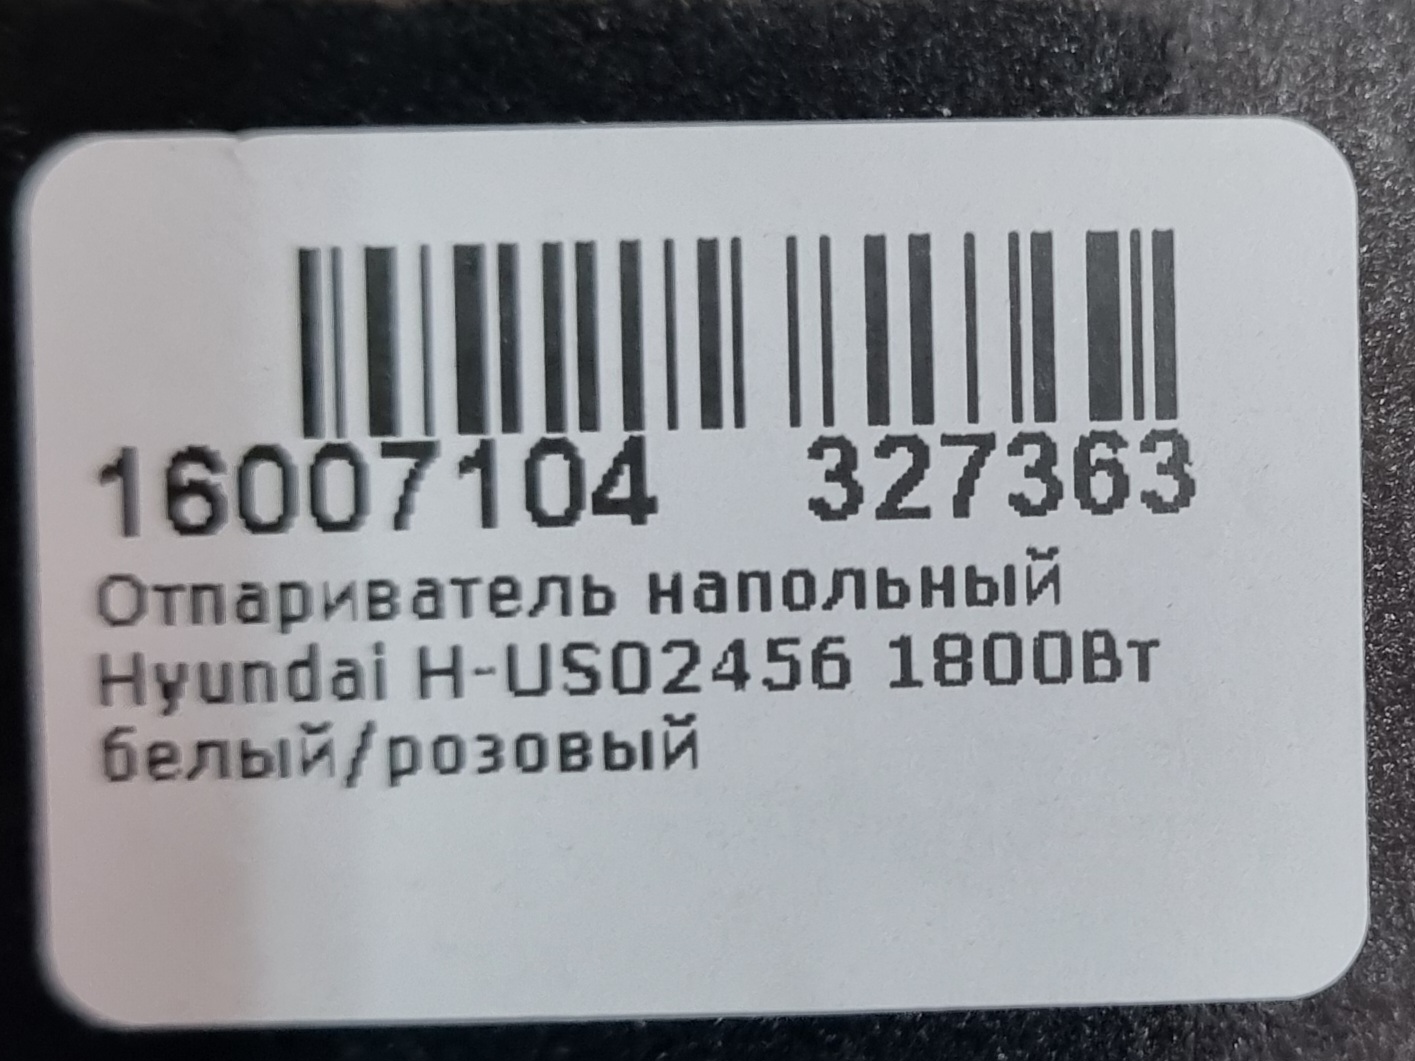 16007104 327363
Отпариватель напольный
Hyundai H-US02456 1800Вт
белый/розовый